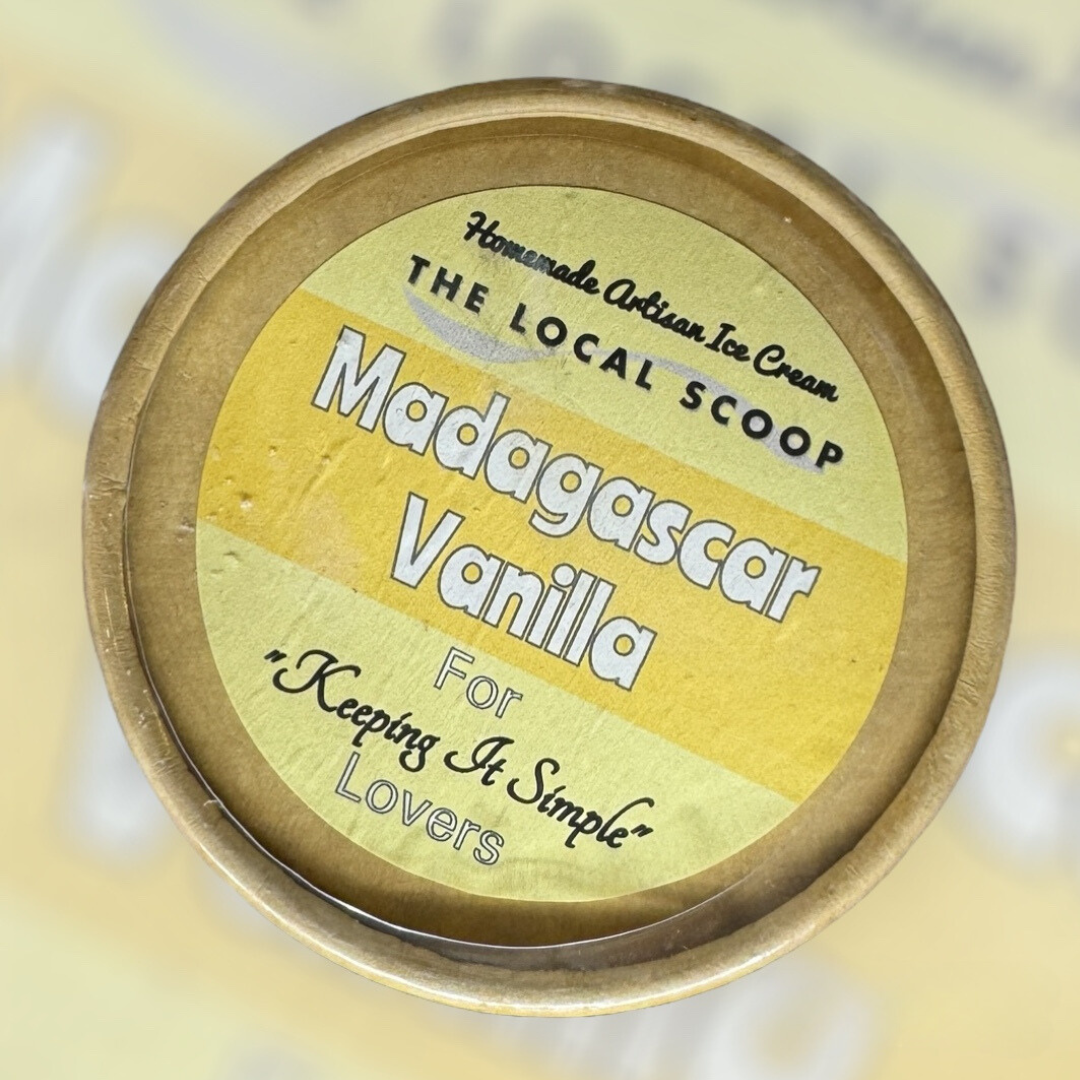 Homemade Artisan Ice Cream
THE LOCAL SCOOP
Madagascar
Vanilla
For
"Keeping It Simple"
Lovers